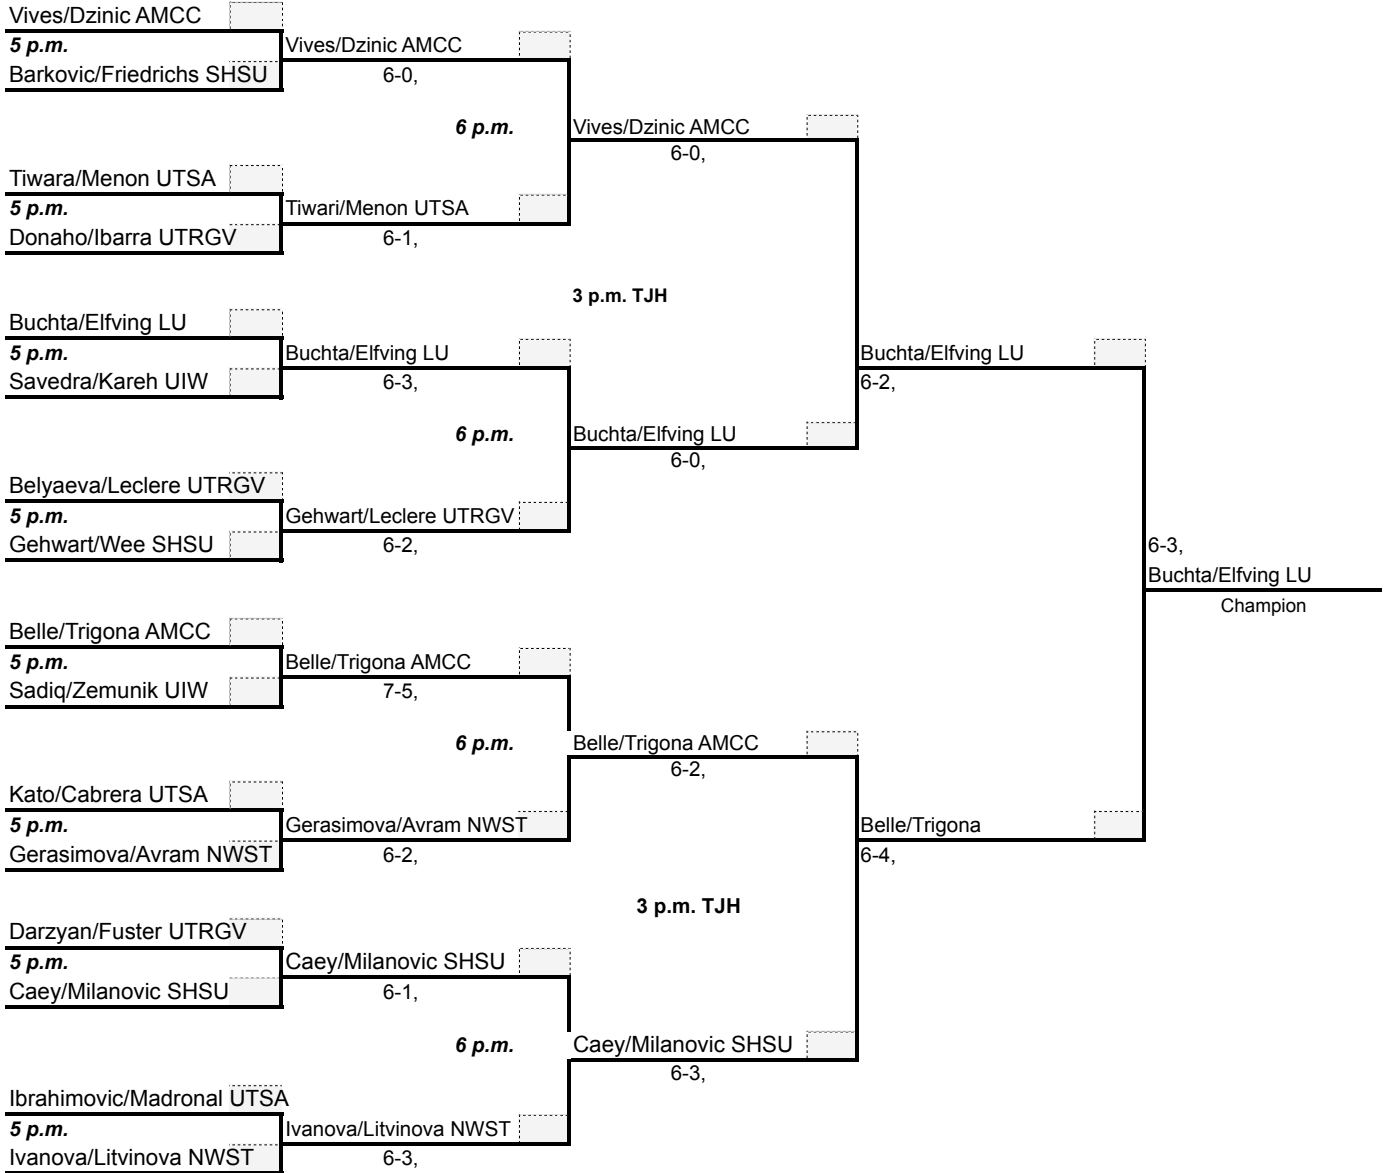 Vives/Dzinic AMCC
5 p.m.
Barkovic/Friedrichs SHSU
Vives/Dzinic AMCC
6-0,
6 p.m.
Vives/Dzinic AMCC
6-0,
Tiwara/Menon UTSA
5 p.m.
Donaho/Ibarra UTRGV
Tiwari/Menon UTSA
6-1,
3 p.m. TJH
Buchta/Elfving LU
5 p.m.
Savedra/Kareh UIW
Buchta/Elfving LU
6-3,
Buchta/Elfving LU
6-2,
6 p.m.
Buchta/Elfving LU
6-0,
Belyaeva/Leclere UTRGV
5 p.m.
Gehwart/Wee SHSU
Gehwart/Leclere UTRGV
6-2,
6-3,
Buchta/Elfving LU
Champion
Belle/Trigona AMCC
5 p.m.
Sadiq/Zemunik UIW
Belle/Trigona AMCC
7-5,
6 p.m.
Belle/Trigona AMCC
6-2,
Kato/Cabrera UTSA
5 p.m.
Gerasimova/Avram NWST
Gerasimova/Avram NWST
6-2,
Belle/Trigona
6-4,
3 p.m. TJH
Darzyan/Fuster UTRGV
5 p.m.
Caey/Milanovic SHSU
Caey/Milanovic SHSU
6-1,
6 p.m.
Caey/Milanovic SHSU
6-3,
Ibrahimovic/Madronal UTSA
5 p.m.
Ivanova/Litvinova NWST
Ivanova/Litvinova NWST
6-3,